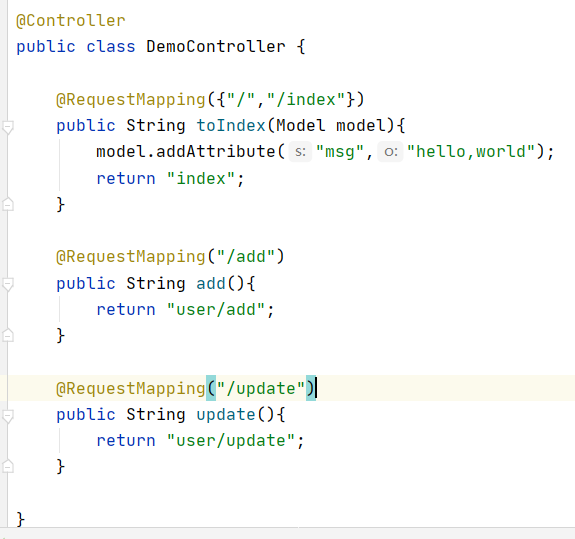 @Controller
public class DemoController {
@RequestMapping({"/","/index"})
public String toIndex(Model model){
model.addAttribute( s: "msg", o: "hello,world");
return "index";
}
@RequestMapping("/add")
public String add(){
return "user/add";
}
@RequestMapping("/update")
public String update(){
return "user/update";
}
}